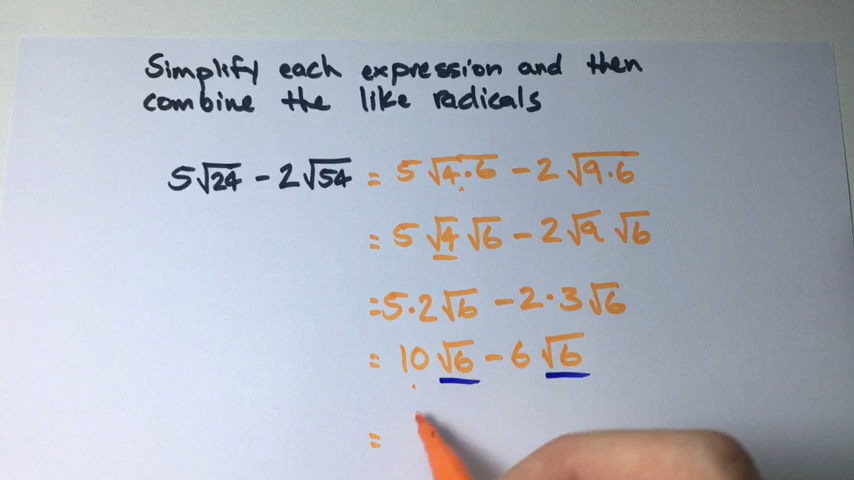 Simplify each expression and then
combine the like radicals
5√24 - 2√54 = 5√4·6 - 2√9·6
= 5√4√6 - 2√9√6
=5·2√6 - 2·3√6
= 10√6 - 6√6
=